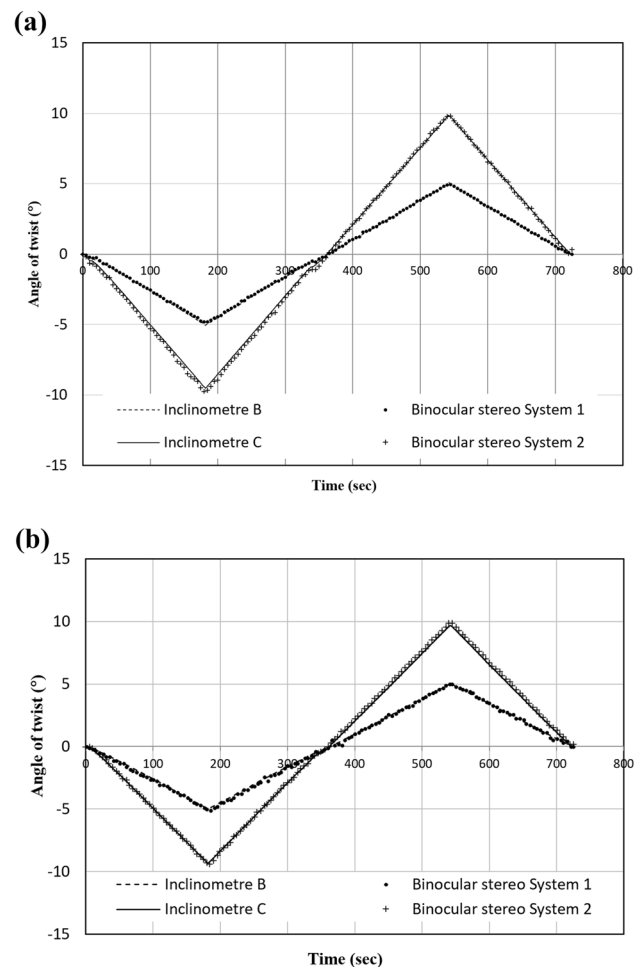 (a)
15
10
5
0
-5
-10
-15
0 100 200 300 400 500 600 700 800
Angle of twist (°)
Inclinometre B Binocular stereo System 1
Inclinometre C Binocular stereo System 2
Time (sec)
(b)
15
10
5
0
-5
-10
-15
0 100 200 300 400 500 600 700 800
Angle of twist (°)
Inclinometre B Binocular stereo System 1
Inclinometre C Binocular stereo System 2
Time (sec)